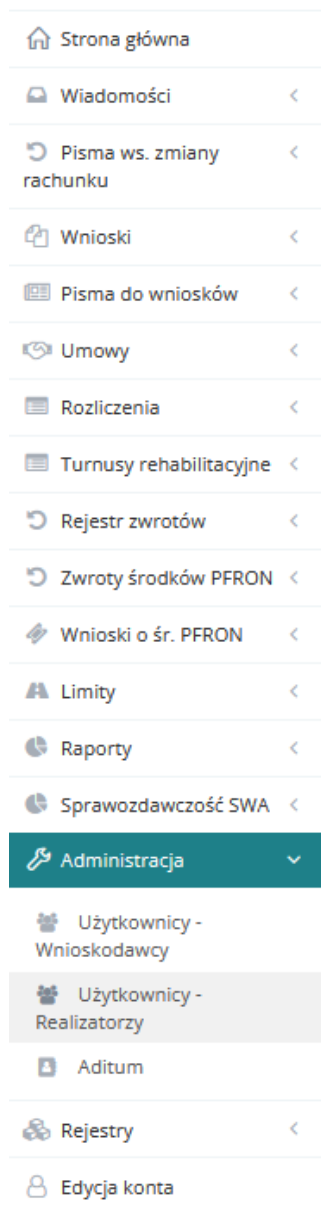 Strona główna
Wiadomości
Pisma ws. zmiany
rachunku
Wnioski
Pisma do wniosków
Umowy
Rozliczenia
Turnusy rehabilitacyjne
Rejestr zwrotów
Zwroty środków PFRON
Wnioski o śr. PFRON
Limity
Raporty
Sprawozdawczość SWA
Administracja
Użytkownicy -
Wnioskodawcy
Użytkownicy -
Realizatorzy
Aditum
Rejestry
Edycja konta